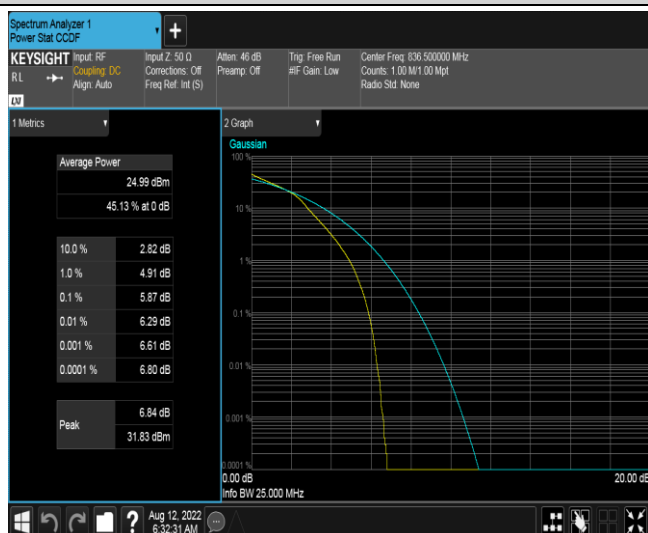 Spectrum Analyzer 1
Power Stat CCDF
+
KEYSIGHT
RL
LXI
Input: RF
Coupling: DC
Align: Auto
Input Z: 50 Ω
Corrections: Off
Freq Ref: Int (S)
Atten: 46 dB
Preamp: Off
Trig: Free Run
#IF Gain: Low
Center Freq: 836.500000 MHz
Counts: 1.00 M/1.00 Mpt
Radio Std: None
1 Metrics
Average Power
24.99 dBm
45.13 % at 0 dB
10.0 % 2.82 dB
1.0 % 4.91 dB
0.1 % 5.87 dB
0.01 % 6.29 dB
0.001 % 6.61 dB
0.0001 % 6.80 dB
Peak
6.84 dB
31.83 dBm
2 Graph
Gaussian
100 %
10 %
1 %
0.1 %
0.01 %
0.001 %
0.0001 %
0.00 dB
20.00 dB
Info BW 25.000 MHz
?
Aug 12, 2022
6:32:31 AM